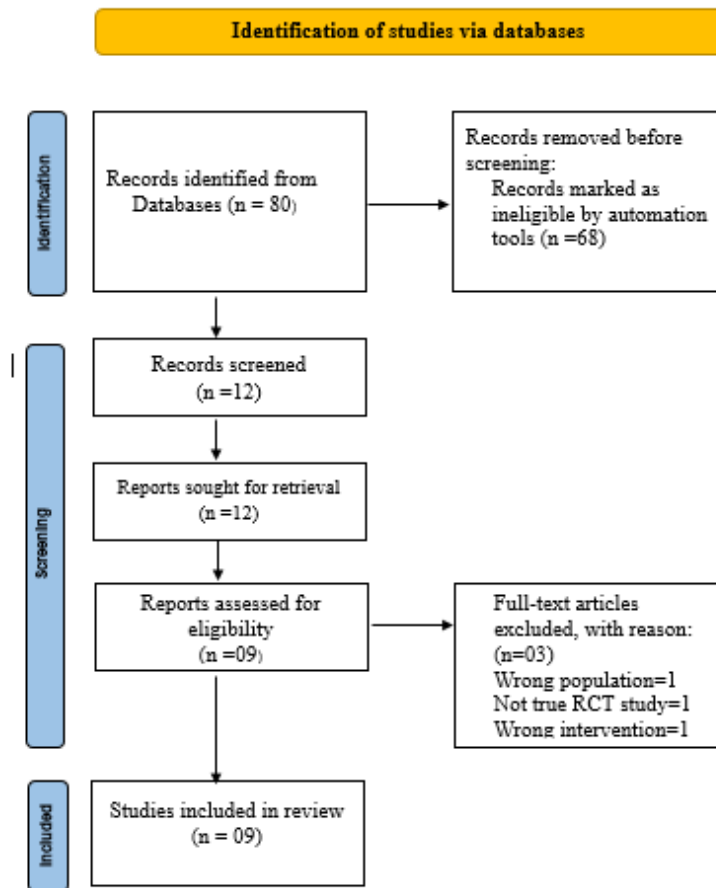 Identification of studies via databases
Identification
Records identified from
Databases (n = 80)
Records removed before
screening:
Records marked as
ineligible by automation
tools (n =68)
Screening
Records screened
(n =12)
Reports sought for retrieval
(n =12)
Reports assessed for
eligibility
(n =09)
Full-text articles
excluded, with reason:
(n=03)
Wrong population=1
Not true RCT study=1
Wrong intervention=1
Included
Studies included in review
(n = 09)